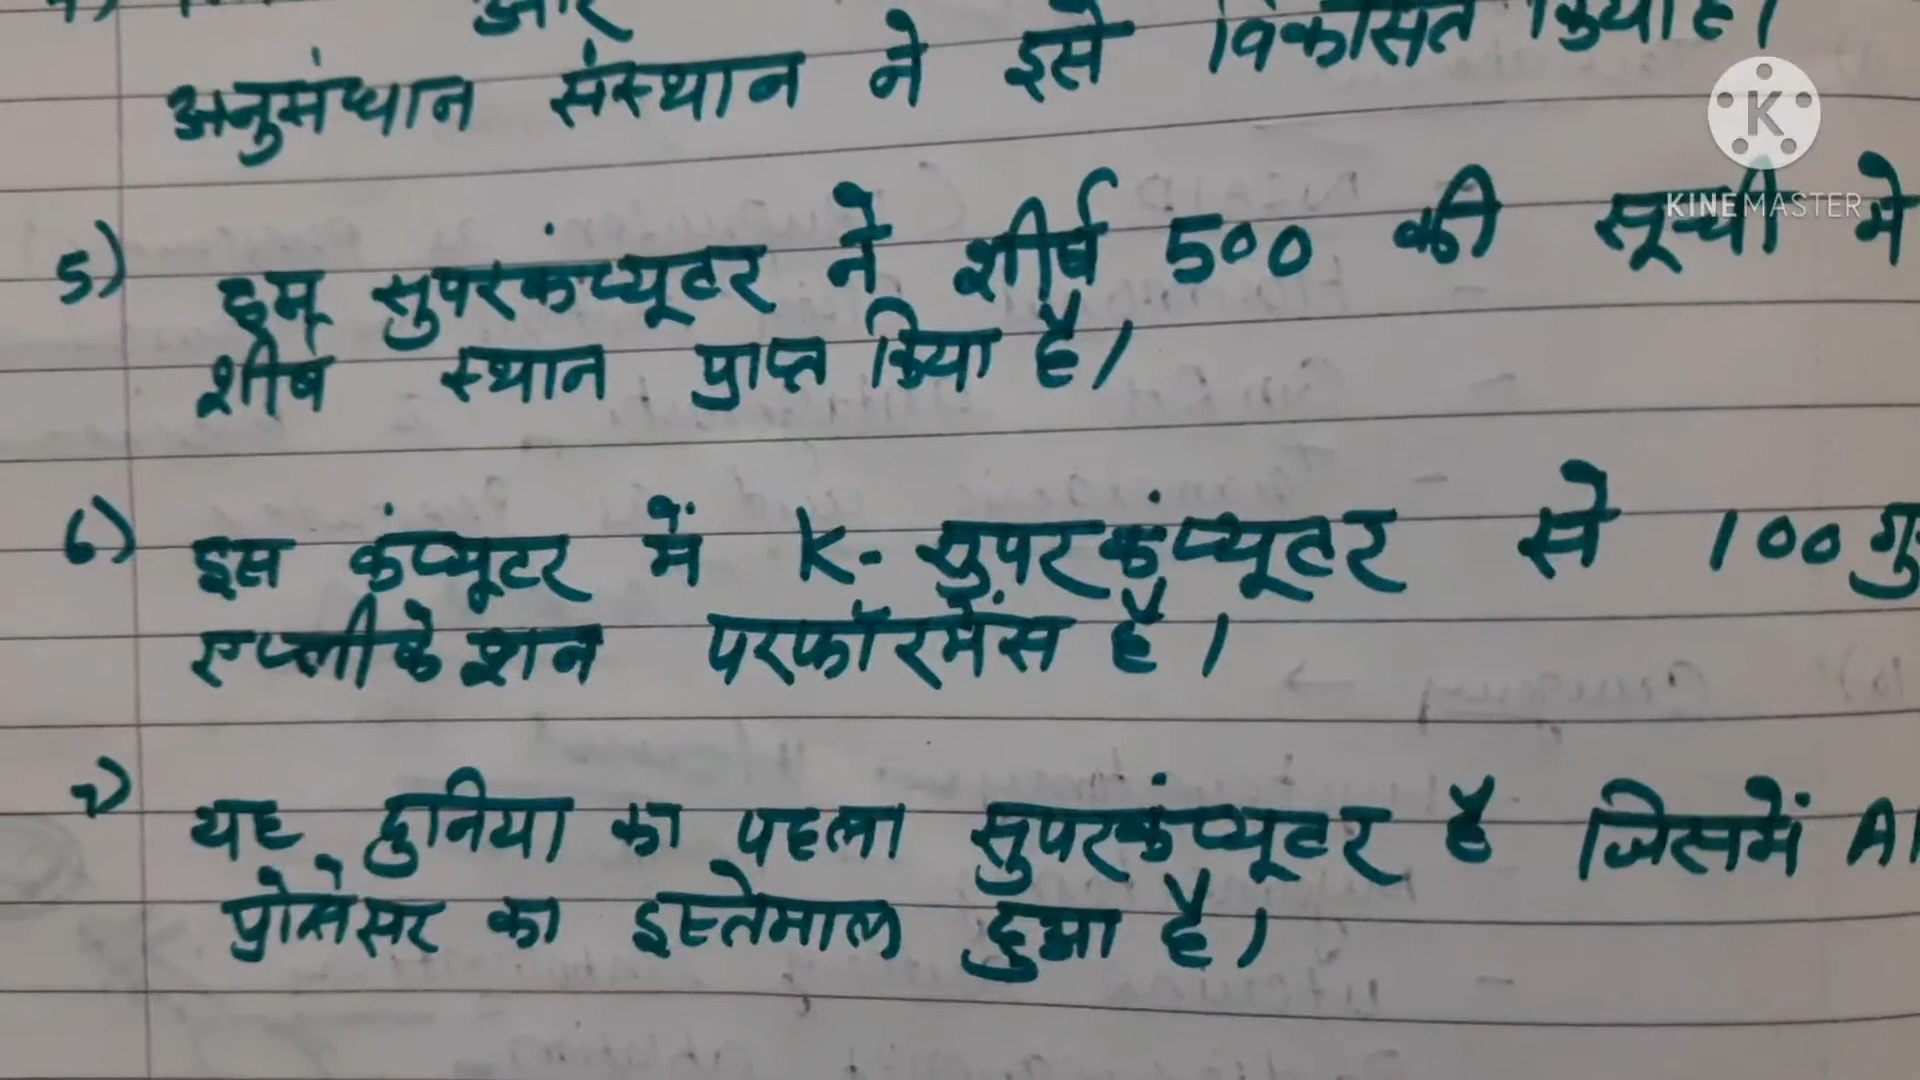 और
अनुसंधान संस्थान ने इसे विकसित किया है।
5) इस सुपरकंप्यूटर ने शीर्ष 500 की सूची मे
शीर्ष स्थान प्राप्त किया है।
6) इस कंप्यूटर में K- सुपरकंप्यूटर से 100 गु
एप्लीकेशन परफॉरमेंस है।
7) यह दुनिया का पहला सुपरकंप्यूटर है जिसमें A
प्रोसेसर का इस्तेमाल हुआ है।
K
KINEMASTER